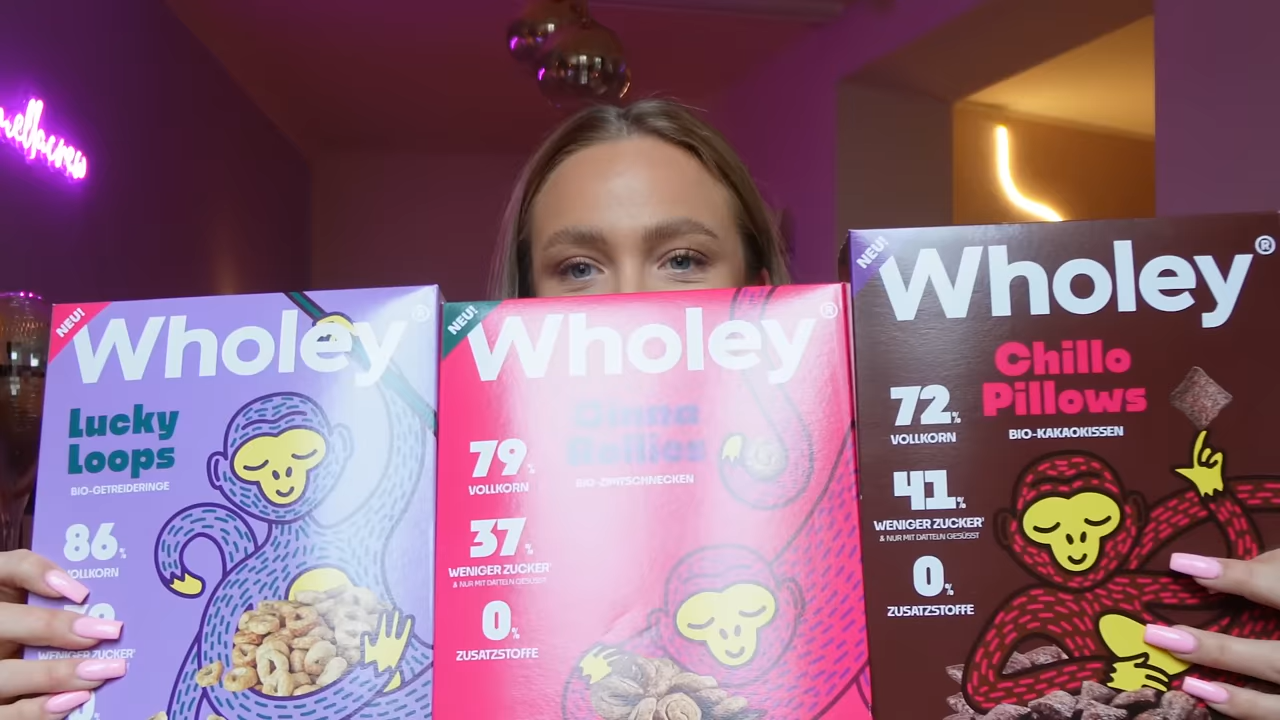 NEU!
Wholey®
Lucky
Loops
BIO-GETREIDERINGE
86%
VOLLKORN
WENIGER ZUCKER
NEU!
Wholey®
Cinna
Rollies
BIO-ZIMTSCHNECKEN
79%
VOLLKORN
37%
WENIGER ZUCKER*
& NUR MIT DATTELN GESÜSST
0%
ZUSATZSTOFFE
NEU!
Wholey®
Chillo
Pillows
BIO-KAKAOKISSEN
72%
VOLLKORN
41%
WENIGER ZUCKER*
& NUR MIT DATTELN GESÜSST
0%
ZUSATZSTOFFE